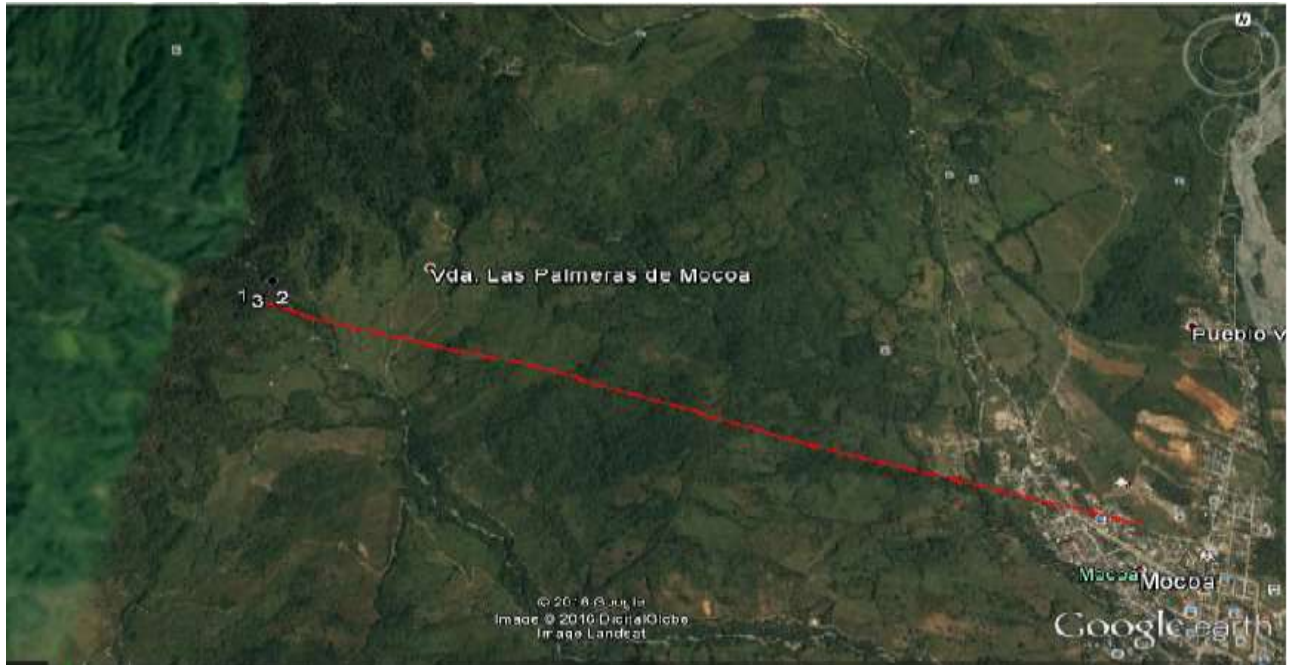 N
Vda. Las Palmeras de Mocoa
1 3 2
Pueblo v
Mocoa Mocoa
© 2016 Google
Image © 2016 DigitalGlobe
Image Landsat
Google earth